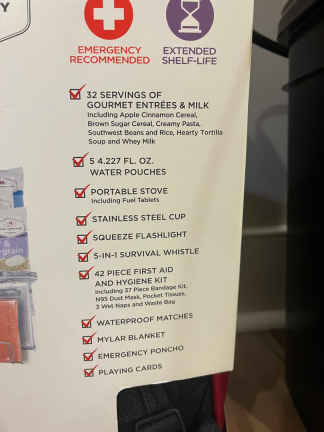 Y
EMERGENCY
RECOMMENDED
EXTENDED
SHELF-LIFE
32 SERVINGS OF
GOURMET ENTRÉES & MILK
Including Apple Cinnamon Cereal,
Brown Sugar Cereal, Creamy Pasta,
Southwest Beans and Rice, Hearty Tortilla
Soup and Whey Milk
5 4.227 FL. OZ.
WATER POUCHES
PORTABLE STOVE
Including Fuel Tablets
STAINLESS STEEL CUP
SQUEEZE FLASHLIGHT
5-IN-1 SURVIVAL WHISTLE
42 PIECE FIRST AID
AND HYGIENE KIT
Including 37 Piece Bandage Kit,
N95 Dust Mask, Pocket Tissues,
3 Wet Naps and Waste Bag
WATERPROOF MATCHES
MYLAR BLANKET
EMERGENCY PONCHO
PLAYING CARDS